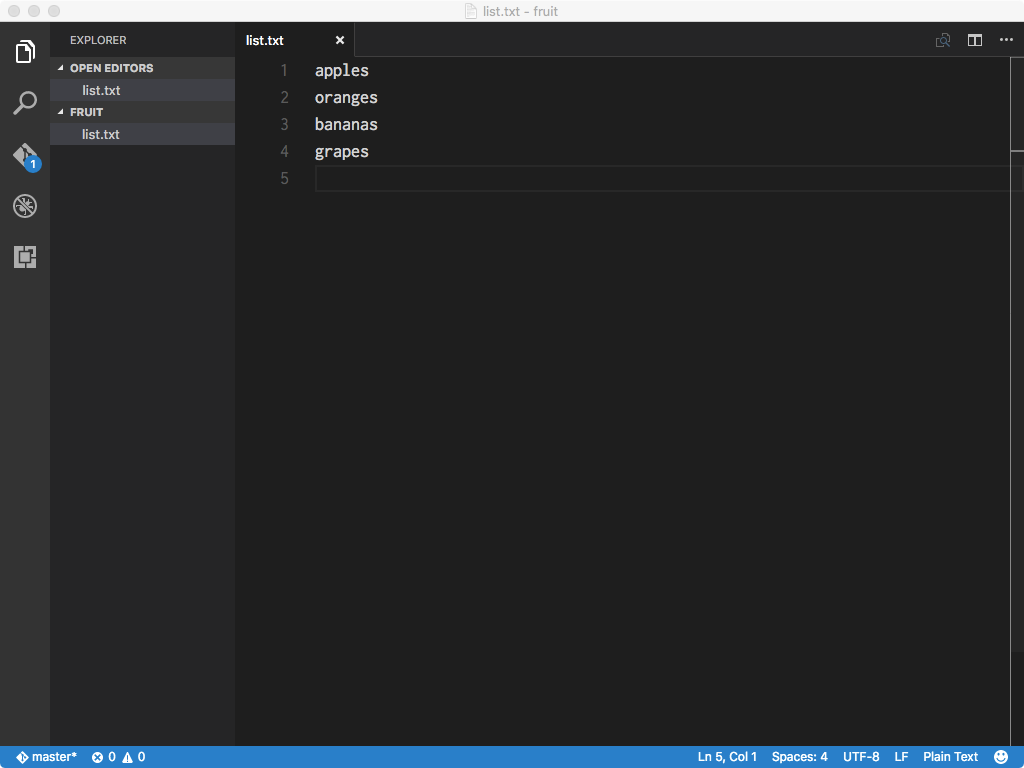 list.txt - fruit
EXPLORER
OPEN EDITORS
list.txt
FRUIT
list.txt
1
list.txt
1 apples
2 oranges
3 bananas
4 grapes
5
master* 0 0 Ln 5, Col 1 Spaces: 4 UTF-8 LF Plain Text